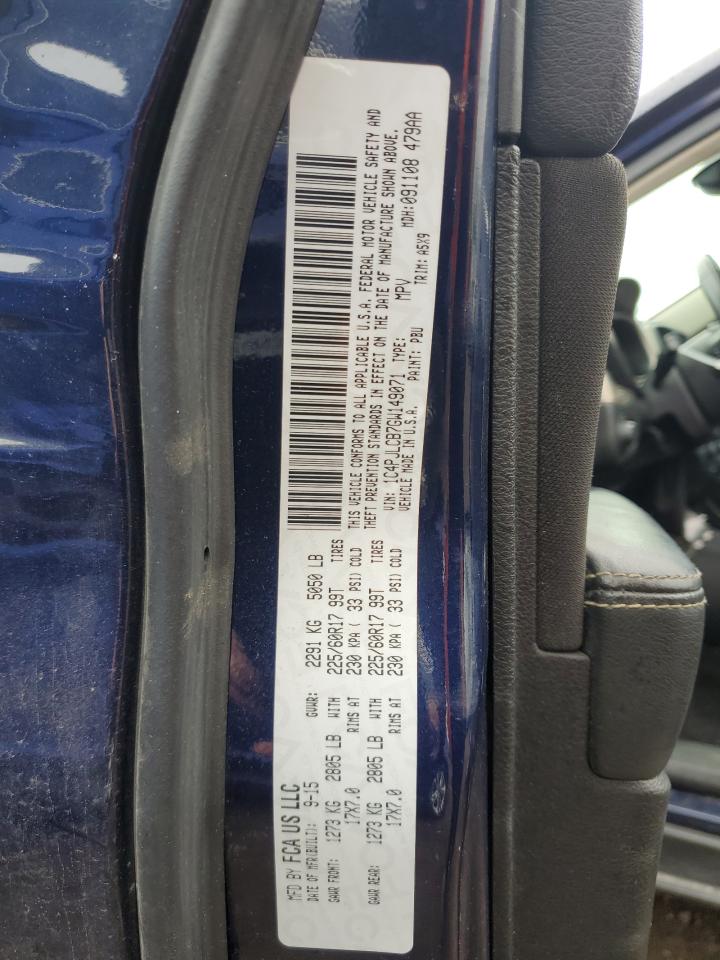 MFD BY FCA US LLC
DATE OF MFR(BUILT): 9-15 GVWR: 2291 KG 5050 LB
GAWR FRONT: 1273 KG 2805 LB WITH 225/60R17 99T TIRES
17X7.0 RIMS AT 230 KPA ( 33 PSI) COLD
GAWR REAR: 1273 KG 2805 LB WITH 225/60R17 99T TIRES
17X7.0 RIMS AT 230 KPA ( 33 PSI) COLD
THIS VEHICLE CONFORMS TO ALL APPLICABLE U.S.A. FEDERAL MOTOR VEHICLE SAFETY AND
THEFT PREVENTION STANDARDS IN EFFECT ON THE DATE OF MANUFACTURE SHOWN ABOVE.
VIN: 1C4PJLCB7GW149071 TYPE: MPV MDH:091108 479AA
VEHICLE MADE IN U.S.A. PAINT: PBU TRIM: A5X9